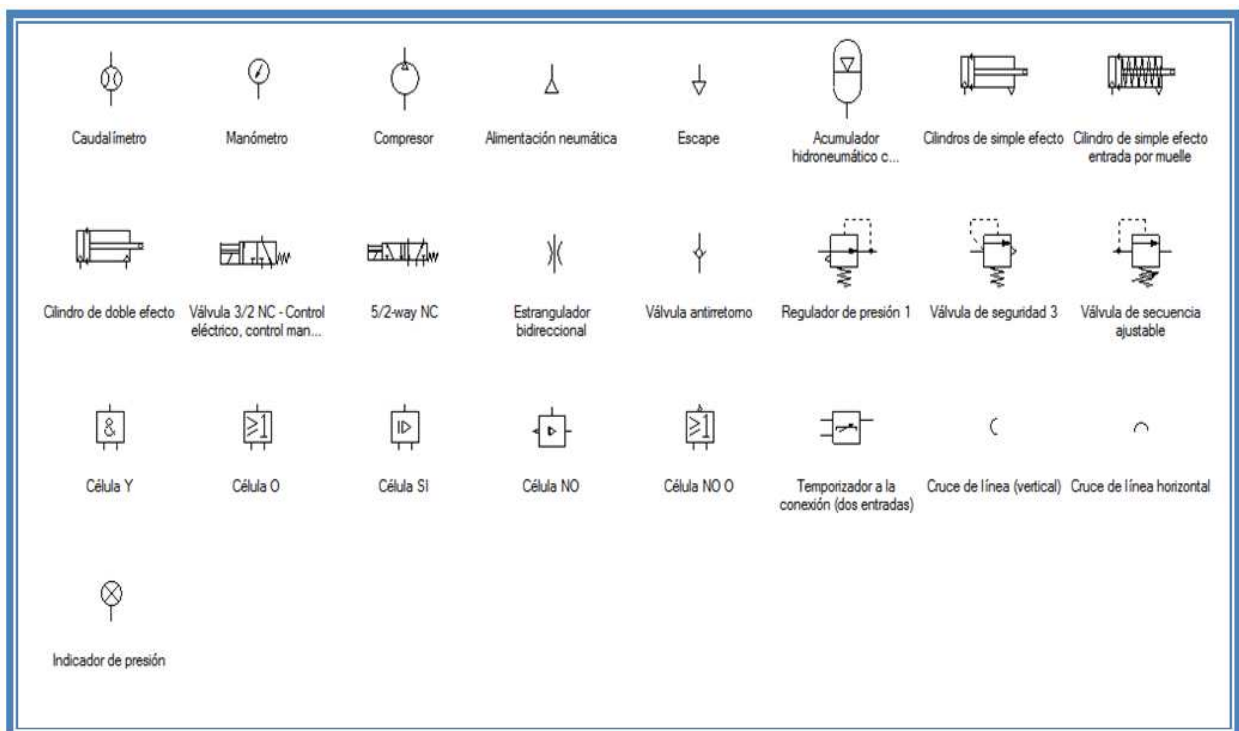 Caudalímetro
Manómetro
Compresor
Alimentación neumática
Escape
Acumulador
hidroneumático c...
Cilindros de simple efecto
Cilindro de simple efecto
entrada por muelle
Cilindro de doble efecto
Válvula 3/2 NC - Control
eléctrico, control man...
5/2-way NC
Estrangulador
bidireccional
Válvula antirretorno
Regulador de presión 1
Válvula de seguridad 3
Válvula de secuencia
ajustable
&
≥1
≥1
Célula Y
Célula O
Célula SI
Célula NO
Célula NO O
Temporizador a la
conexión (dos entradas)
Cruce de línea (vertical)
Cruce de línea horizontal
Indicador de presión